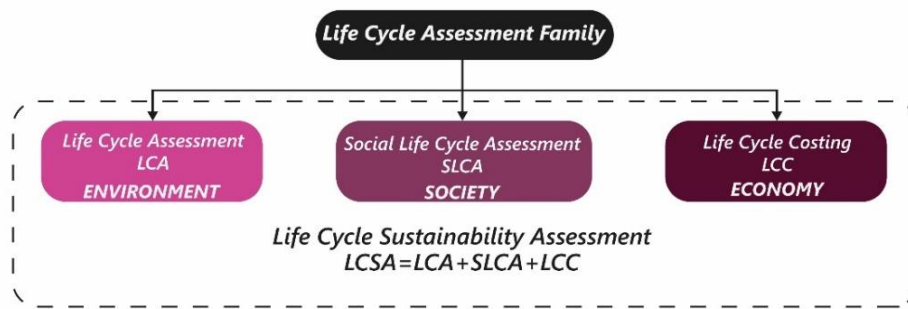 Life Cycle Assessment Family
Life Cycle Assessment
LCA
ENVIRONMENT
Social Life Cycle Assessment
SLCA
SOCIETY
Life Cycle Costing
LCC
ECONOMY
Life Cycle Sustainability Assessment
LCSA=LCA+SLCA+LCC